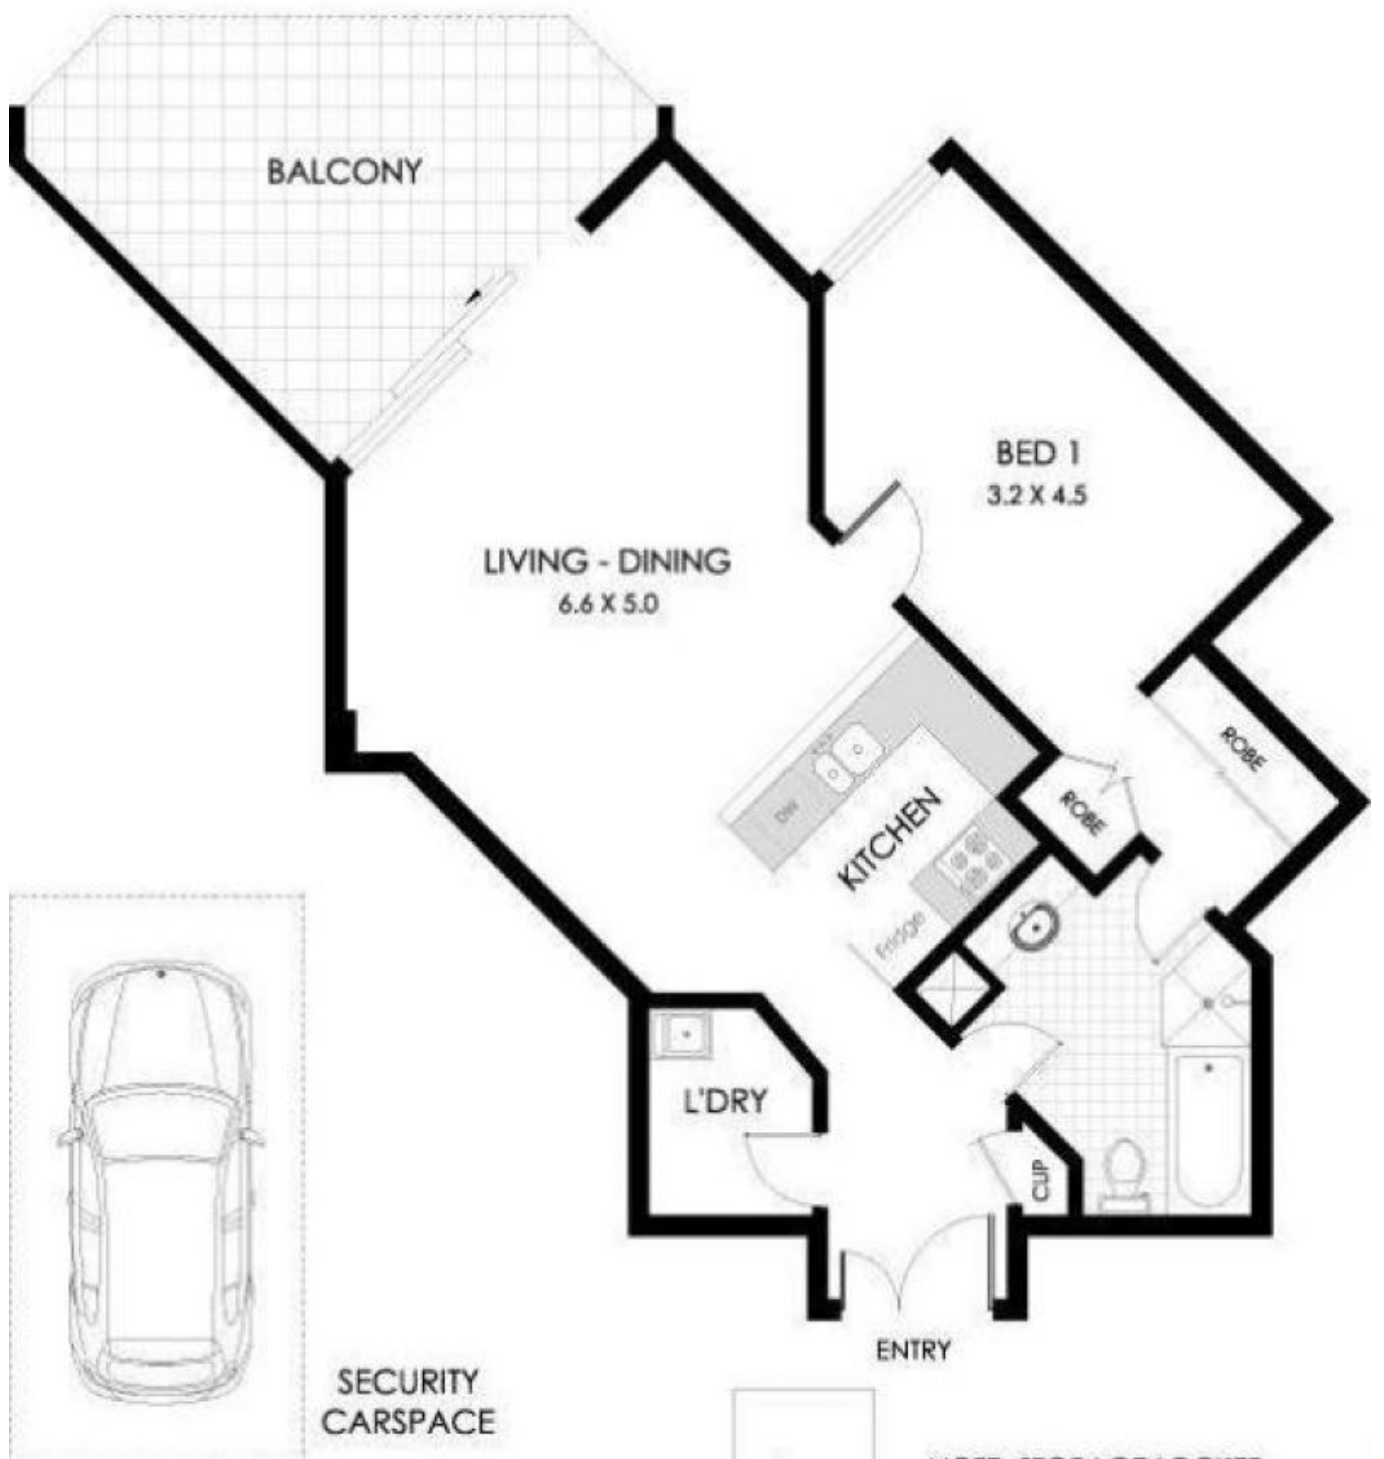 BALCONY
BED 1
3.2 X 4.5
LIVING - DINING
6.6 X 5.0
ROBE
ROBE
DW
KITCHEN
Fridge
L'DRY
CUP
ENTRY
SECURITY
CARSPACE